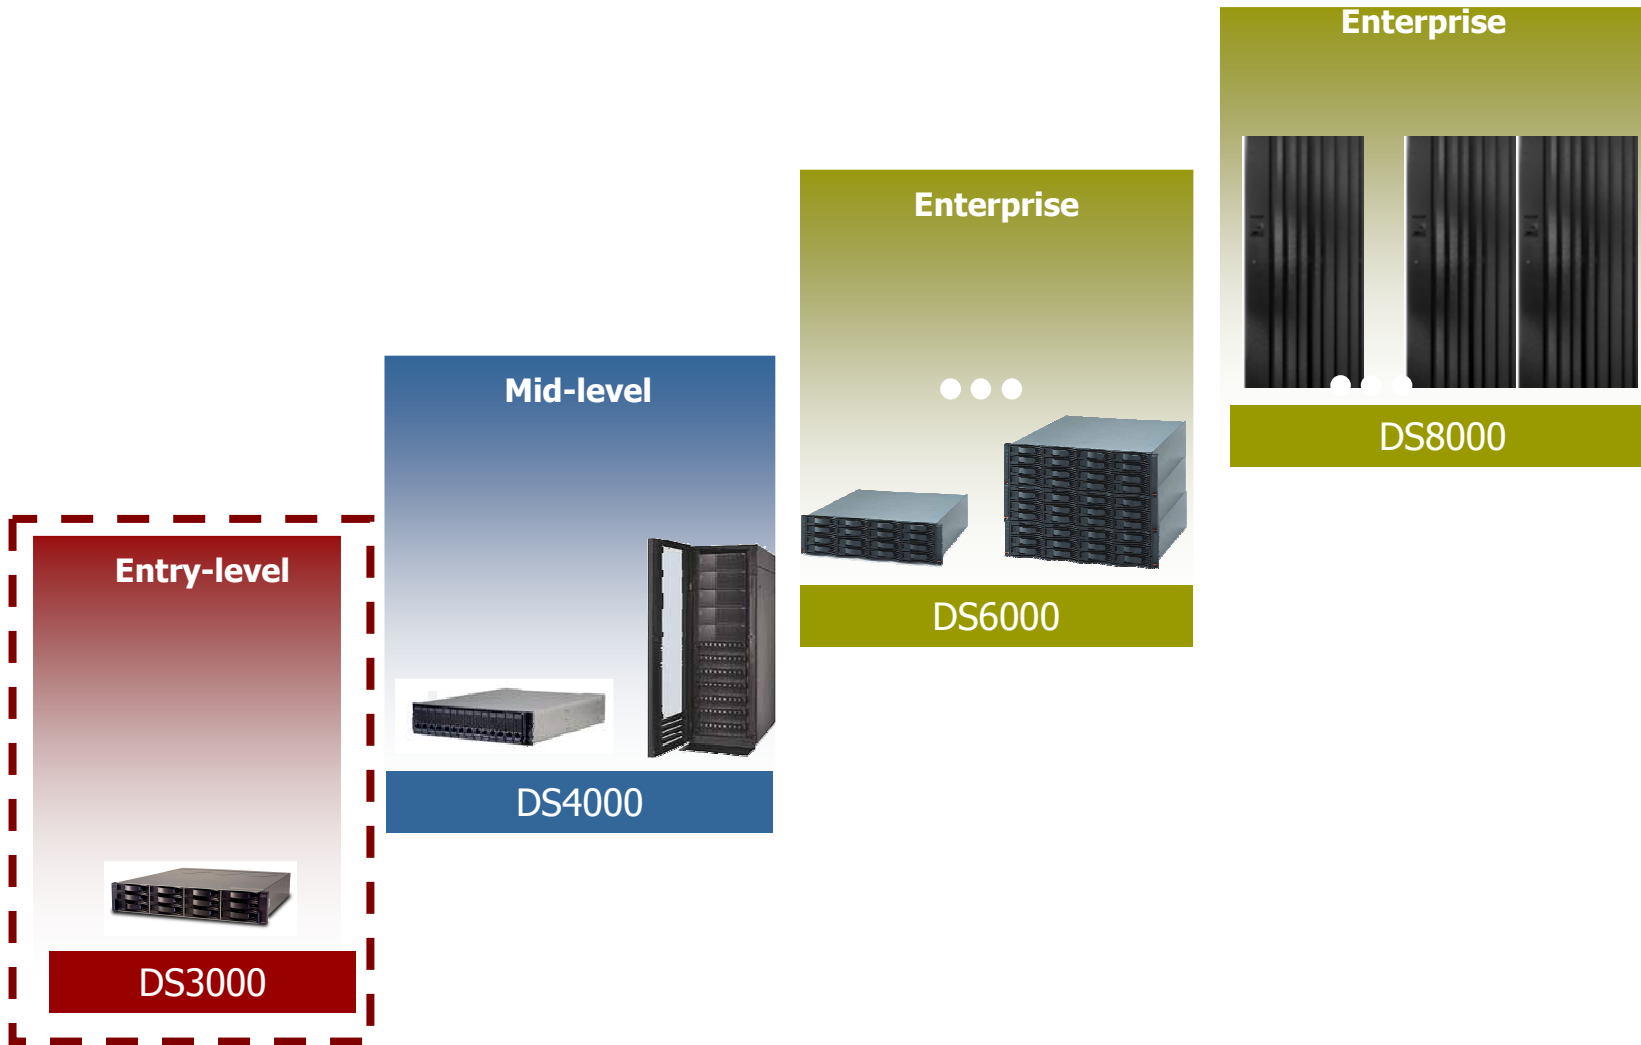 Enterprise
DS8000
Enterprise
DS6000
Mid-level
DS4000
Entry-level
DS3000